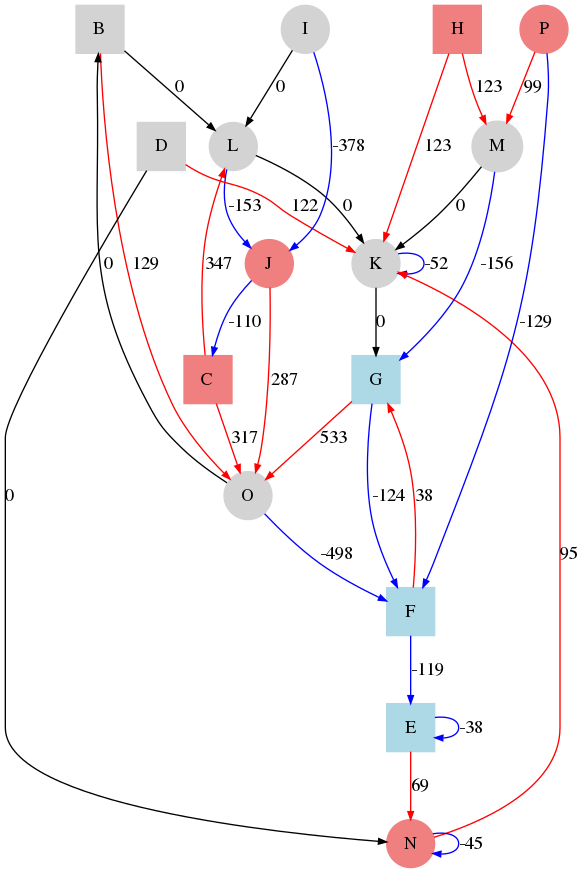 B I H P
0 0 123 99
D L M
-378 123
-153 122 0 0
J K -52 -156
0 129 347
-110 0 -129
C G
287
317 533
O -124 38
0
-498 95
F
-119
E -38
69
N -45